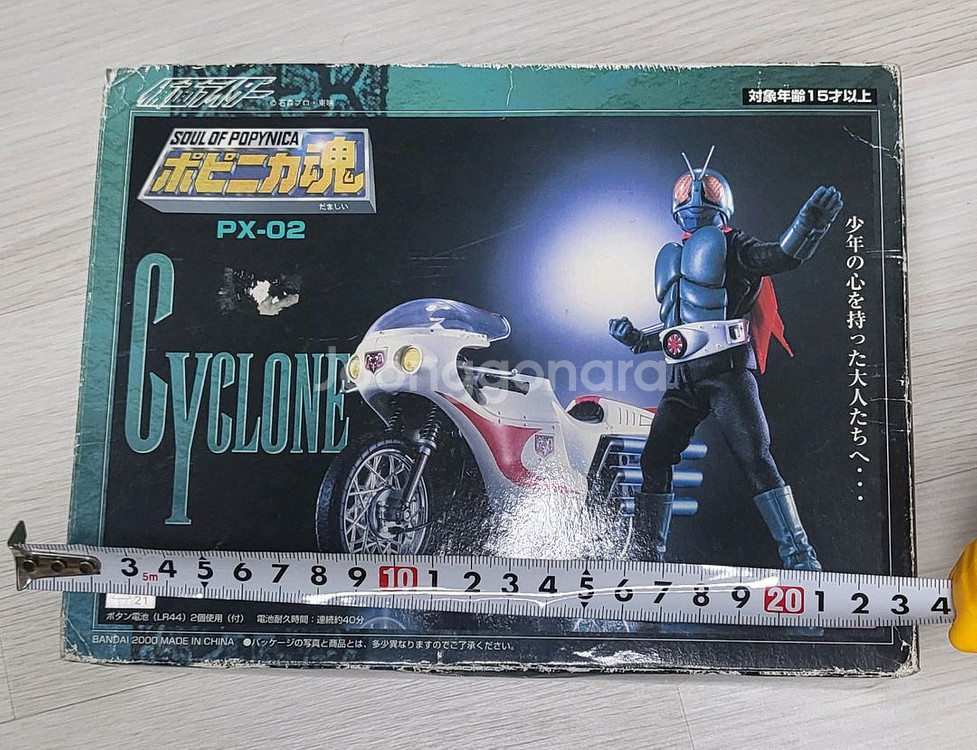 仮面ライダー
©石森プロ・東映
対象年齢15才以上
SOUL OF POPYNICA
ポピニカ魂
だましい
PX-02
CYCLONE
少年の心を持った大人たちへ・・・
Joonggonara
3 4 5 6 7 8 9 10 1 2 3 4 5 6 7 8 9 20 1 2 3 4
5m
21
ボタン電池（LR44）2個使用（付） 電池耐久時間：連続約40分
BANDAI 2000 MADE IN CHINA ●パッケージの写真と商品とは、多少異なりますのでご了承ください。